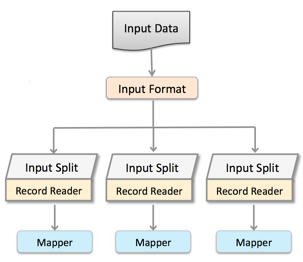 Input Data
Input Format
Input Split
Input Split
Input Split
Record Reader
Record Reader
Record Reader
Mapper
Mapper
Mapper